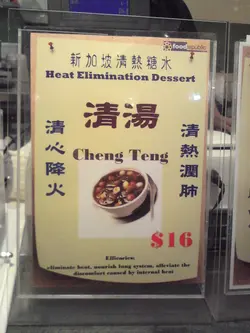 foodrepublic
新加坡清熱糖水
Heat Elimination Dessert
清湯
清心降火
清熱潤肺
Cheng Teng
$16
Efficacies:
eliminate heat, nourish lung system, alleviate the
discomfort caused by internal heat